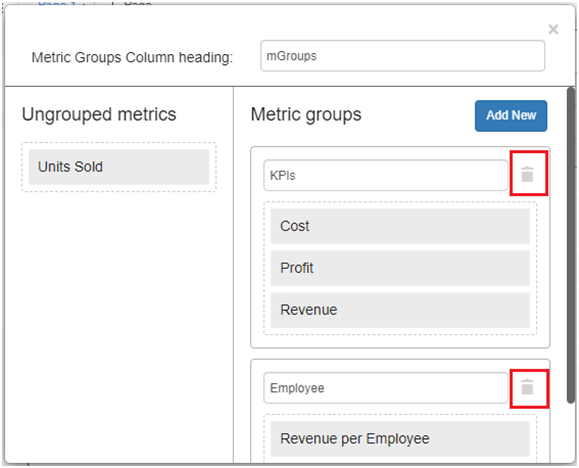 Metric Groups Column heading:
mGroups
Ungrouped metrics
Units Sold
Metric groups
Add New
KPIs
Cost
Profit
Revenue
Employee
Revenue per Employee